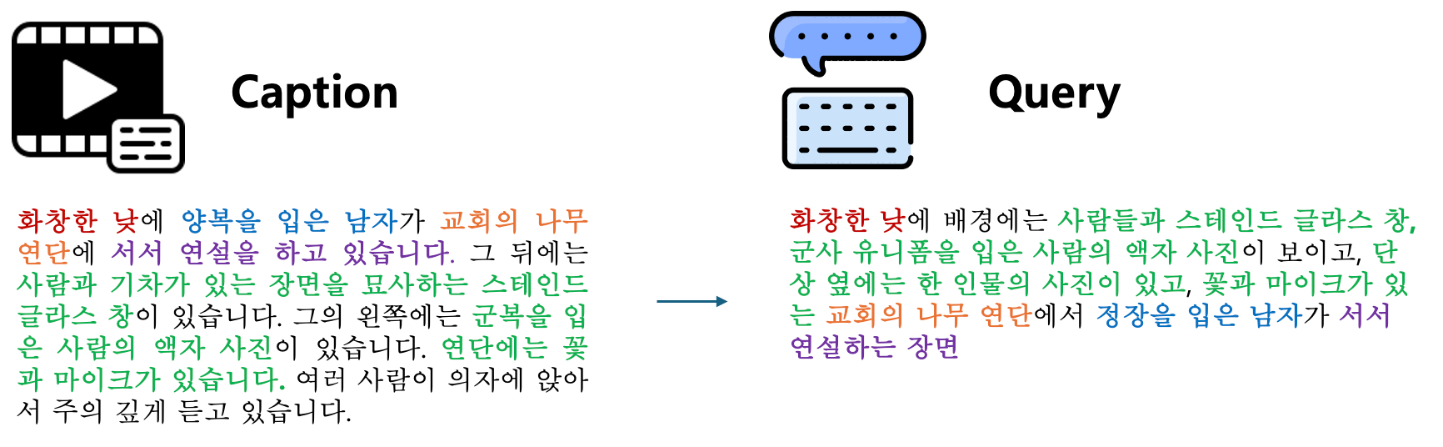 Caption
화창한 낮에 양복을 입은 남자가 교회의 나무
연단에 서서 연설을 하고 있습니다. 그 뒤에는
사람과 기차가 있는 장면을 묘사하는 스테인드
글라스 창이 있습니다. 그의 왼쪽에는 군복을 입
은 사람의 액자 사진이 있습니다. 연단에는 꽃
과 마이크가 있습니다. 여러 사람이 의자에 앉아
서 주의 깊게 듣고 있습니다.
Query
화창한 낮에 배경에는 사람들과 스테인드 글라스 창,
군사 유니폼을 입은 사람의 액자 사진이 보이고, 단
상 옆에는 한 인물의 사진이 있고, 꽃과 마이크가 있
는 교회의 나무 연단에서 정장을 입은 남자가 서서
연설하는 장면